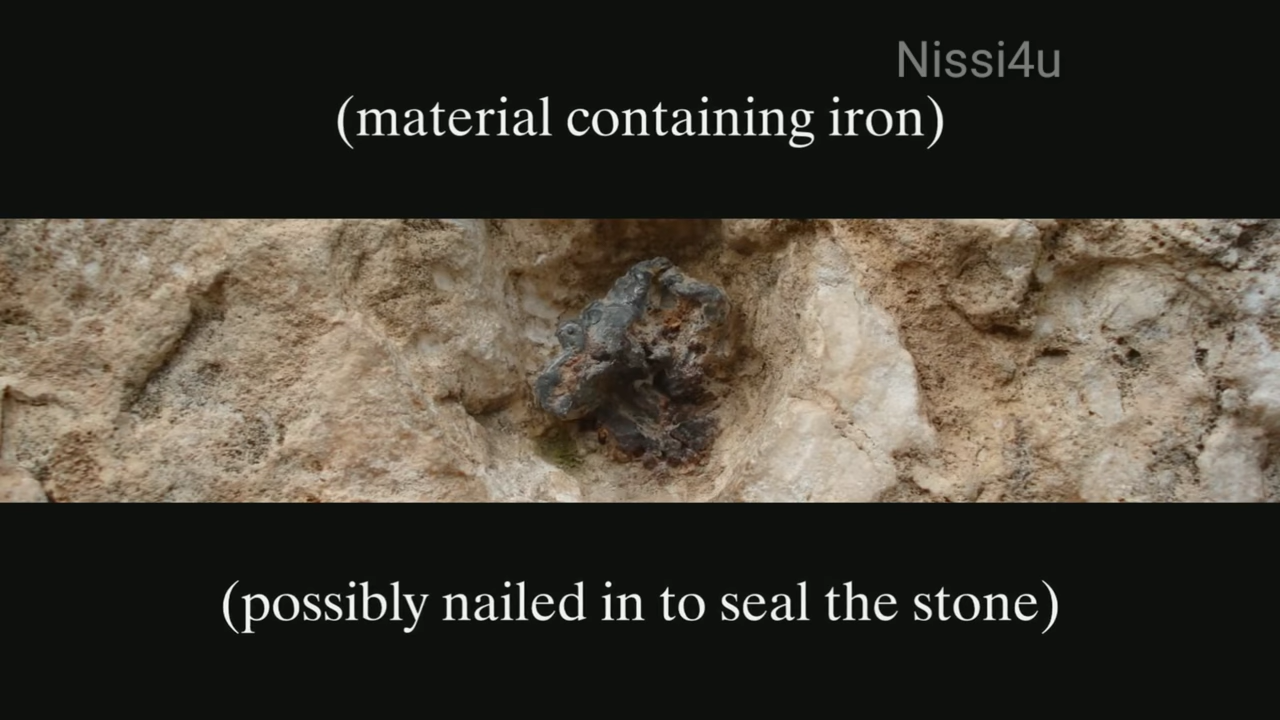 Nissi4u
(material containing iron)
(possibly nailed in to seal the stone)